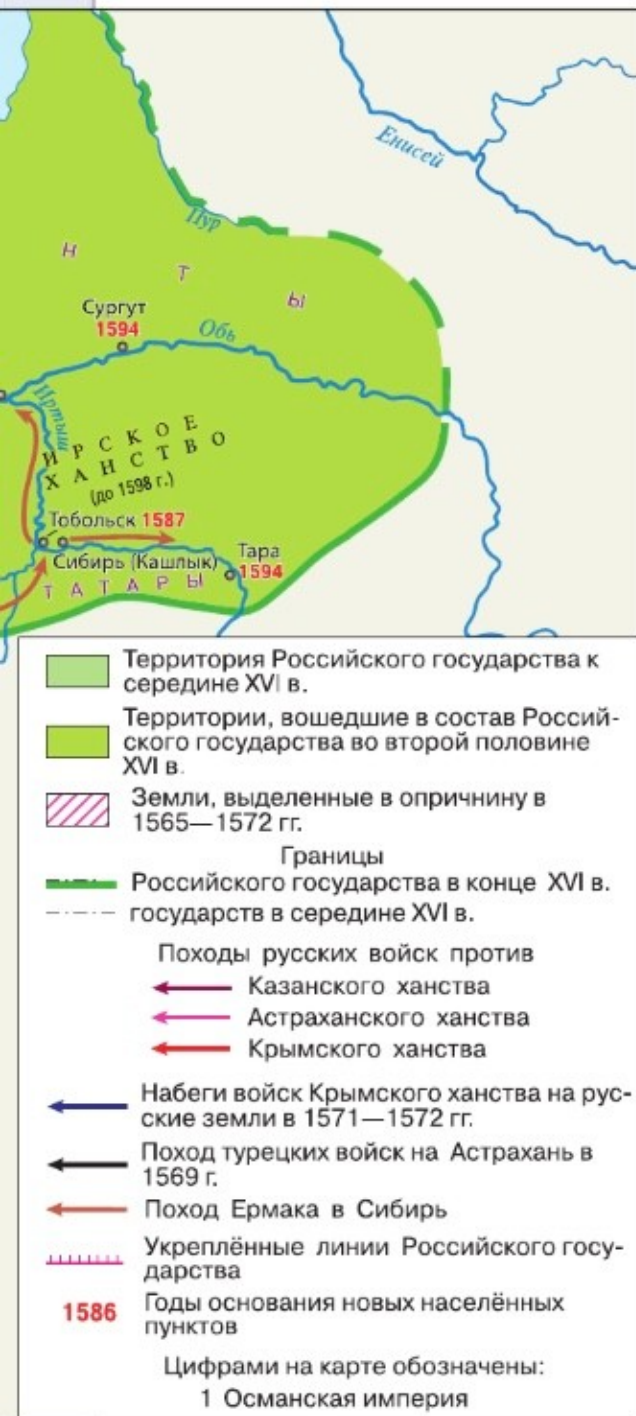 Енисей
Пур
Н Т Ы
Сургут
1594
Обь
Иртыш
ИРСКОЕ
ХАНСТВО
(до 1598 г.)
Тобольск 1587
Сибирь (Кашлык)
Тара
1594
ТАТАРЫ
Территория Российского государства к
середине XVI в.
Территории, вошедшие в состав Россий-
ского государства во второй половине
XVI в.
Земли, выделенные в опричнину в
1565—1572 гг.
Границы
Российского государства в конце XVI в.
государств в середине XVI в.
Походы русских войск против
Казанского ханства
Астраханского ханства
Крымского ханства
Набеги войск Крымского ханства на рус-
ские земли в 1571—1572 гг.
Поход турецких войск на Астрахань в
1569 г.
Поход Ермака в Сибирь
Укреплённые линии Российского госу-
дарства
1586 Годы основания новых населённых
пунктов
Цифрами на карте обозначены:
1 Османская империя